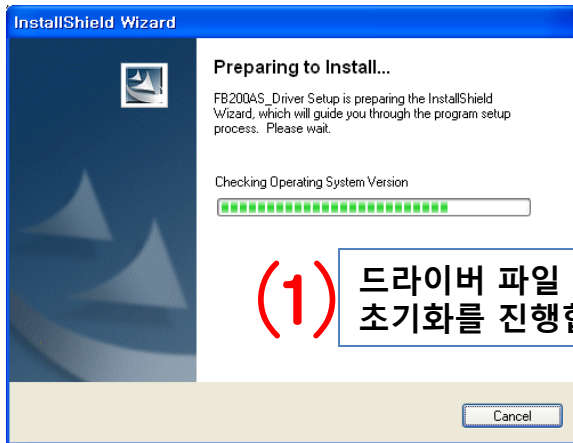 InstallShield Wizard
Preparing to Install...
FB200AS_Driver Setup is preparing the InstallShield
Wizard, which will guide you through the program setup
process. Please wait.
Checking Operating System Version
(1)
드라이버 파일
초기화를 진행합
Cancel